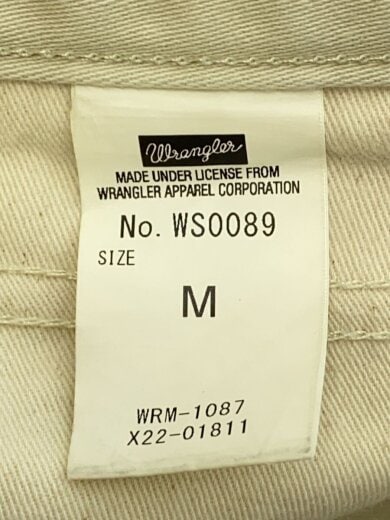 Wrangler
MADE UNDER LICENSE FROM
WRANGLER APPAREL CORPORATION
No. WS0089
SIZE
M
WRM-1087
X22-01811